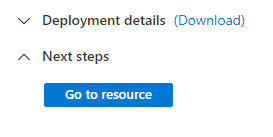 Deployment details (Download)
Next steps
Go to resource